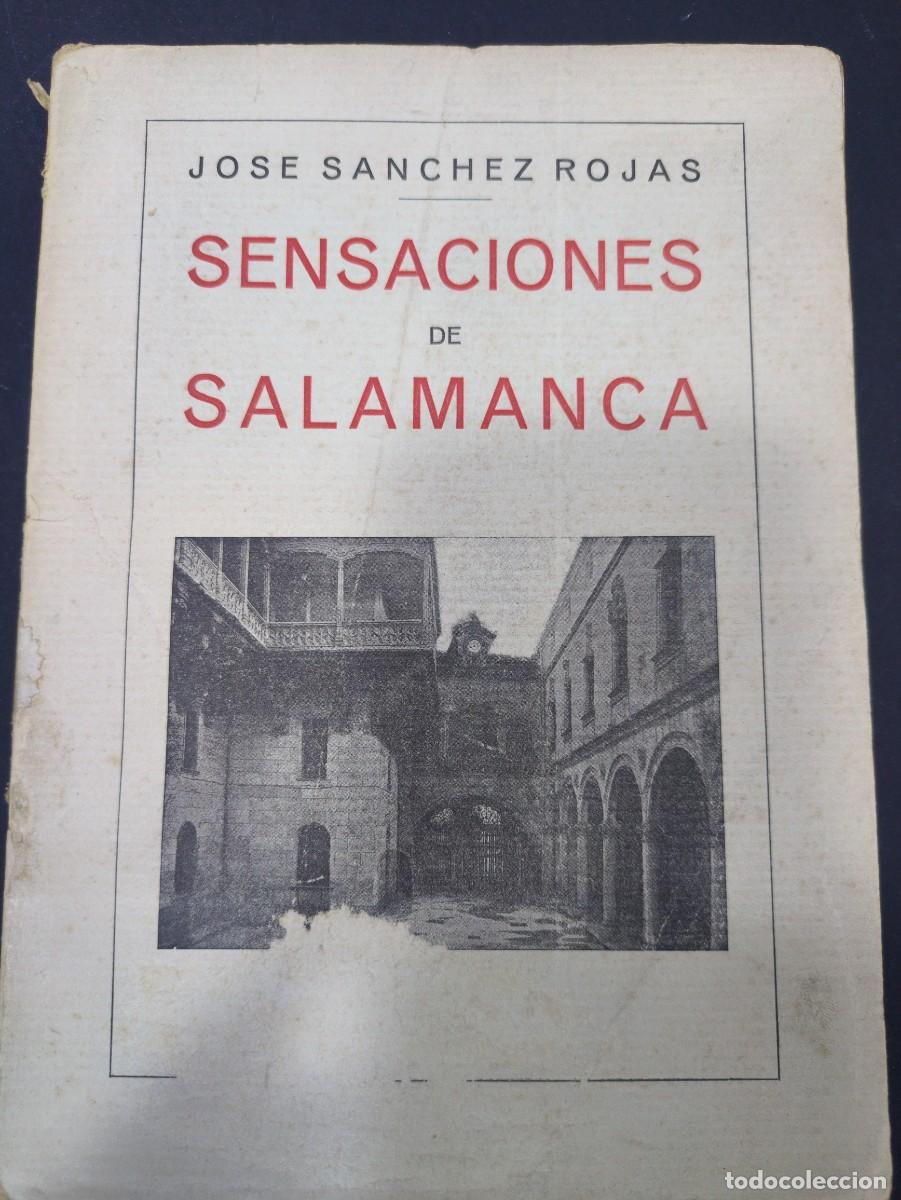 JOSE SANCHEZ ROJAS
SENSACIONES
DE
SALAMANCA
todocoleccion